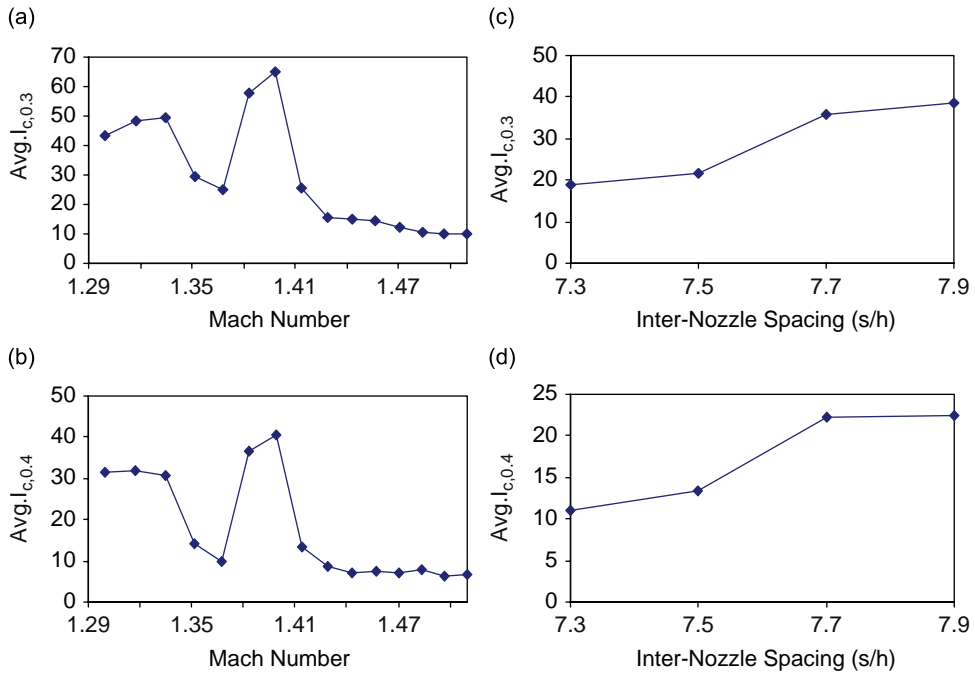 (a)
Avg.I_c,0.3
70
60
50
40
30
20
10
0
1.29 1.35 1.41 1.47
Mach Number
(c)
Avg.I_c,0.3
50
40
30
20
10
0
7.3 7.5 7.7 7.9
Inter-Nozzle Spacing (s/h)
(b)
Avg.I_c,0.4
50
40
30
20
10
0
1.29 1.35 1.41 1.47
Mach Number
(d)
Avg.I_c,0.4
25
20
15
10
5
0
7.3 7.5 7.7 7.9
Inter-Nozzle Spacing (s/h)